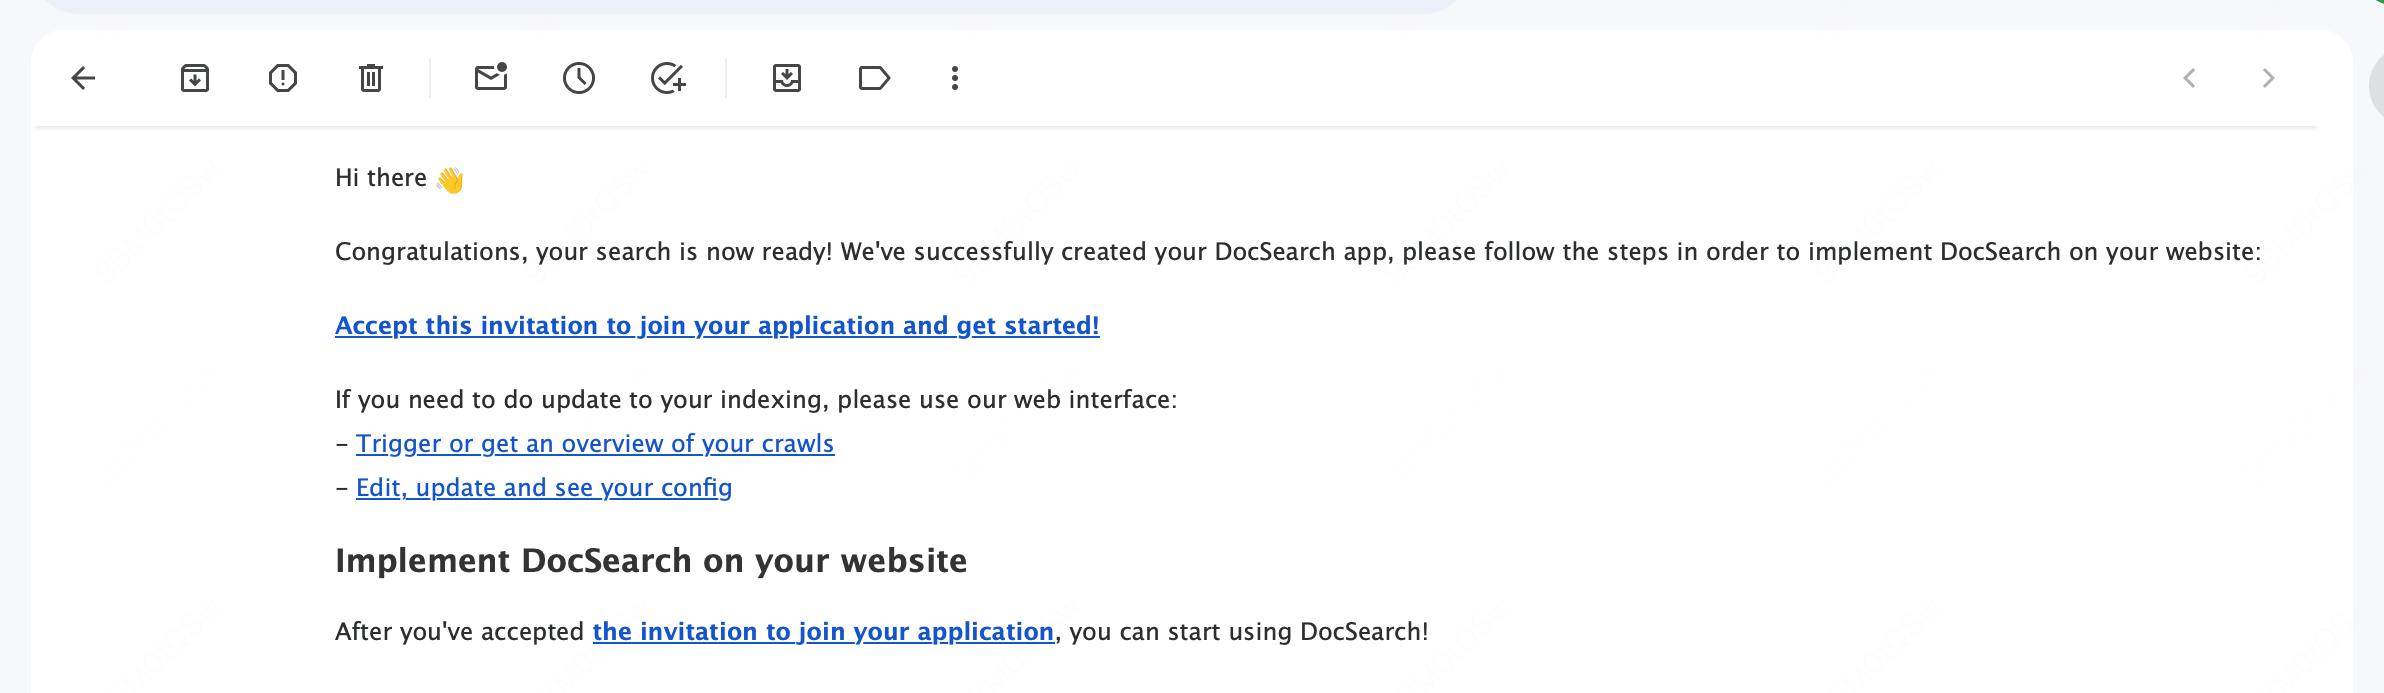 Hi there 👋
Congratulations, your search is now ready! We've successfully created your DocSearch app, please follow the steps in order to implement DocSearch on your website:
Accept this invitation to join your application and get started!
If you need to do update to your indexing, please use our web interface:
– Trigger or get an overview of your crawls
– Edit, update and see your config
Implement DocSearch on your website
After you've accepted the invitation to join your application, you can start using DocSearch!